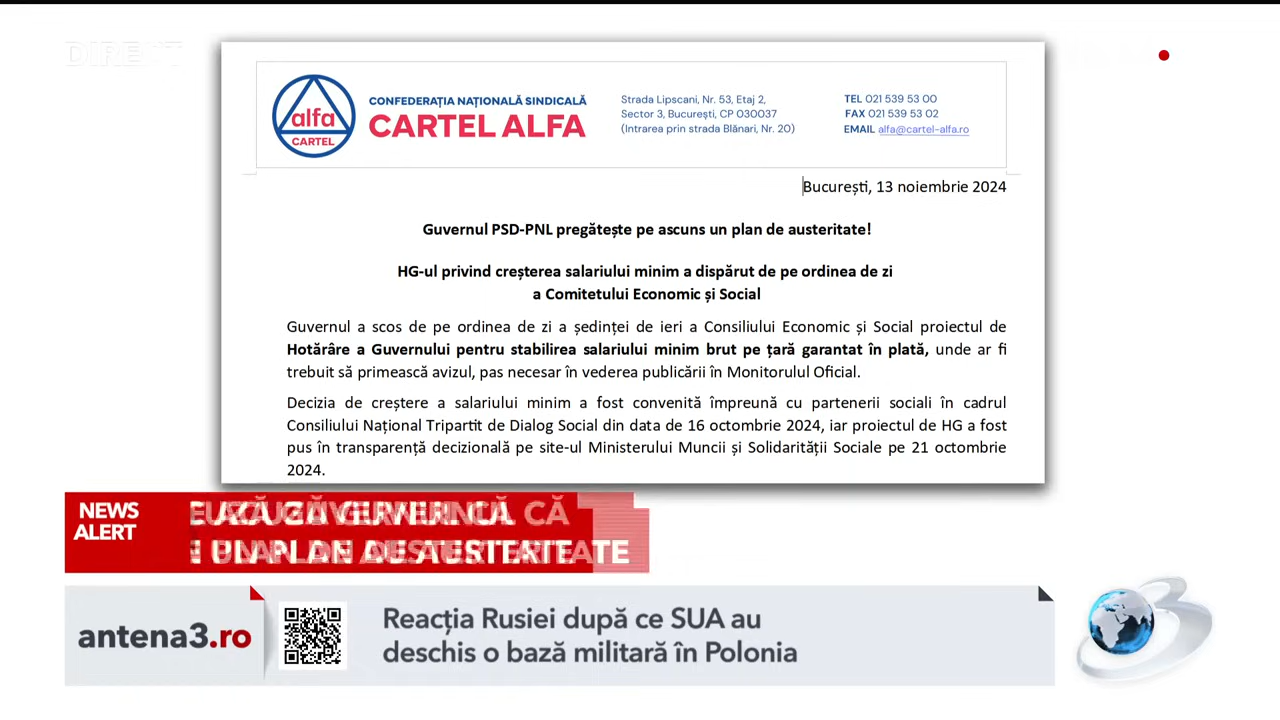 DIRECT
alfa
CARTEL
CONFEDERAȚIA NAȚIONALĂ SINDICALĂ
CARTEL ALFA
Strada Lipscani, Nr. 53, Etaj 2,
Sector 3, București, CP 030037
(Intrarea prin strada Blănari, Nr. 20)
TEL 021 539 53 00
FAX 021 539 53 02
EMAIL alfa@cartel-alfa.ro
București, 13 noiembrie 2024
Guvernul PSD-PNL pregătește pe ascuns un plan de austeritate!
HG-ul privind creșterea salariului minim a dispărut de pe ordinea de zi
a Comitetului Economic și Social
Guvernul a scos de pe ordinea de zi a ședinței de ieri a Consiliului Economic și Social proiectul de
Hotărâre a Guvernului pentru stabilirea salariului minim brut pe țară garantat în plată, unde ar fi
trebuit să primească avizul, pas necesar în vederea publicării în Monitorului Oficial.
Decizia de creștere a salariului minim a fost convenită împreună cu partenerii sociali în cadrul
Consiliului Național Tripartit de Dialog Social din data de 16 octombrie 2024, iar proiectul de HG a fost
pus în transparență decizională pe site-ul Ministerului Muncii și Solidarității Sociale pe 21 octombrie
2024.
NEWS
ALERT
CĂ
antena3.ro
Reacția Rusiei după ce SUA au
deschis o bază militară în Polonia